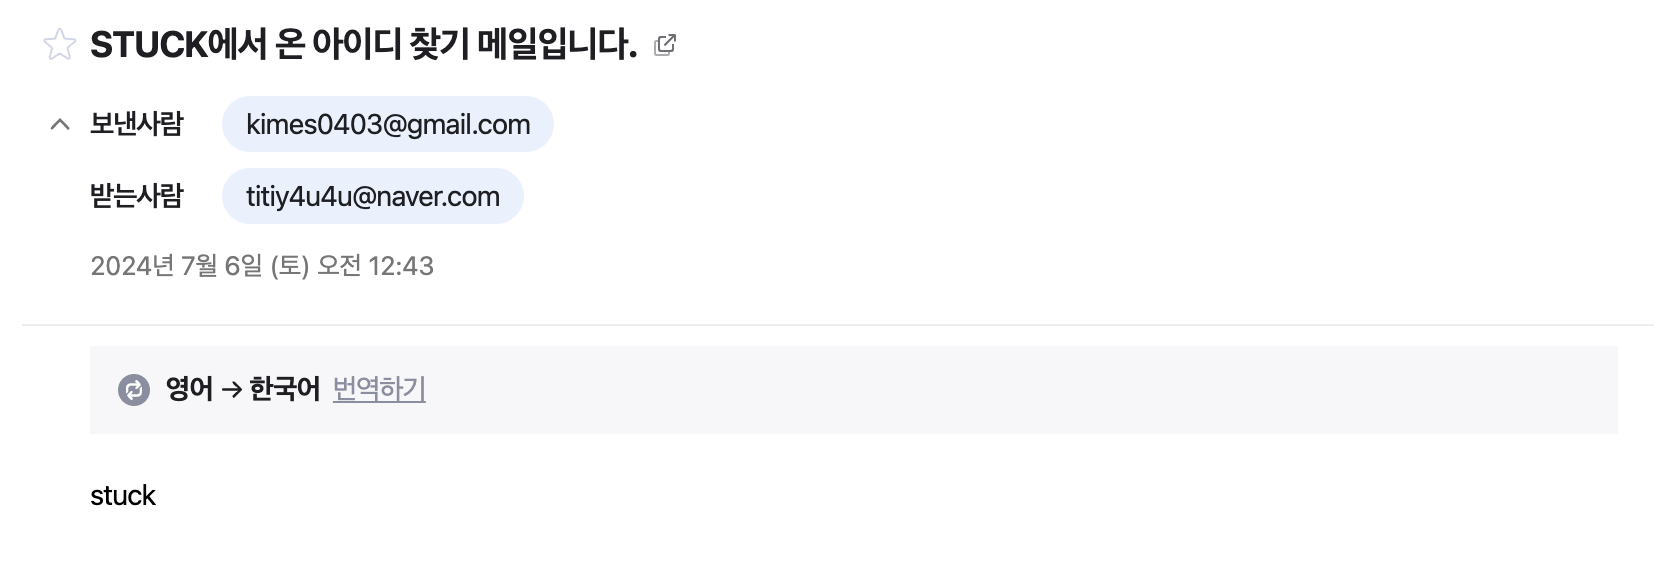 STUCK에서 온 아이디 찾기 메일입니다.
보낸사람 kimes0403@gmail.com
받는사람 titiy4u4u@naver.com
2024년 7월 6일 (토) 오전 12:43
영어 → 한국어 번역하기
stuck